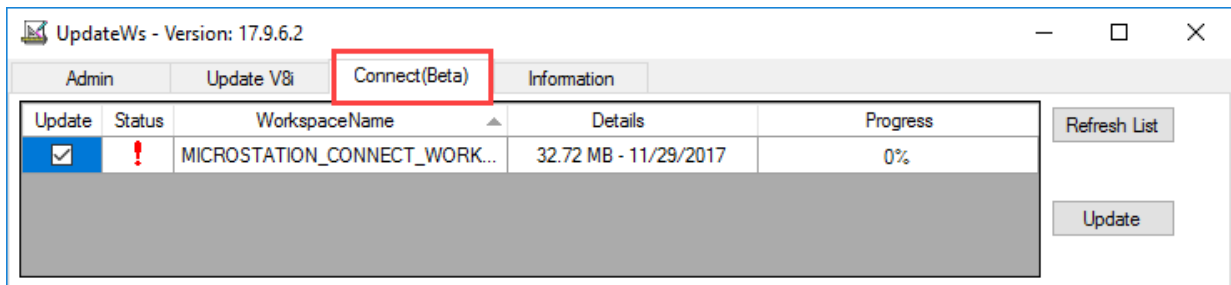 UpdateWs - Version: 17.9.6.2
Admin Update V8i Connect(Beta) Information
Update Status WorkspaceName Details Progress
Refresh List
MICROSTATION_CONNECT_WORK... 32.72 MB - 11/29/2017 0%
Update